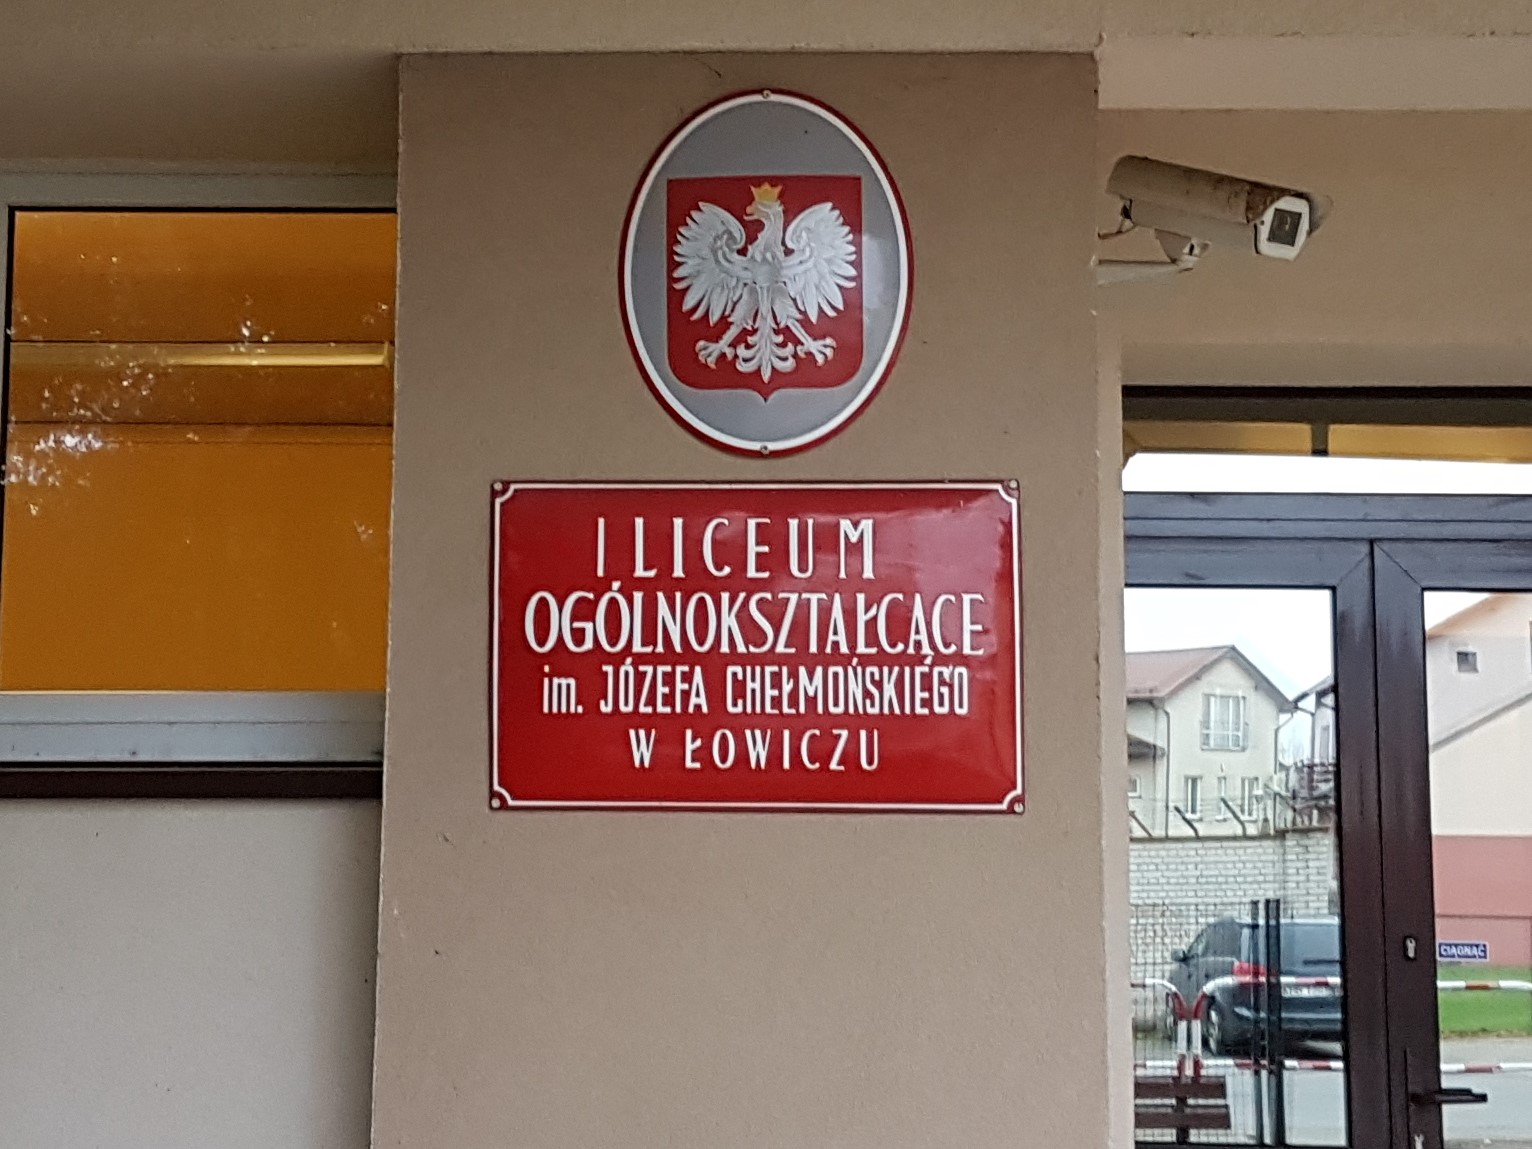 I LICEUM
OGÓLNOKSZTAŁCĄCE
im. JÓZEFA CHEŁMOŃSKIEGO
W ŁOWICZU
CIĄGNĄĆ